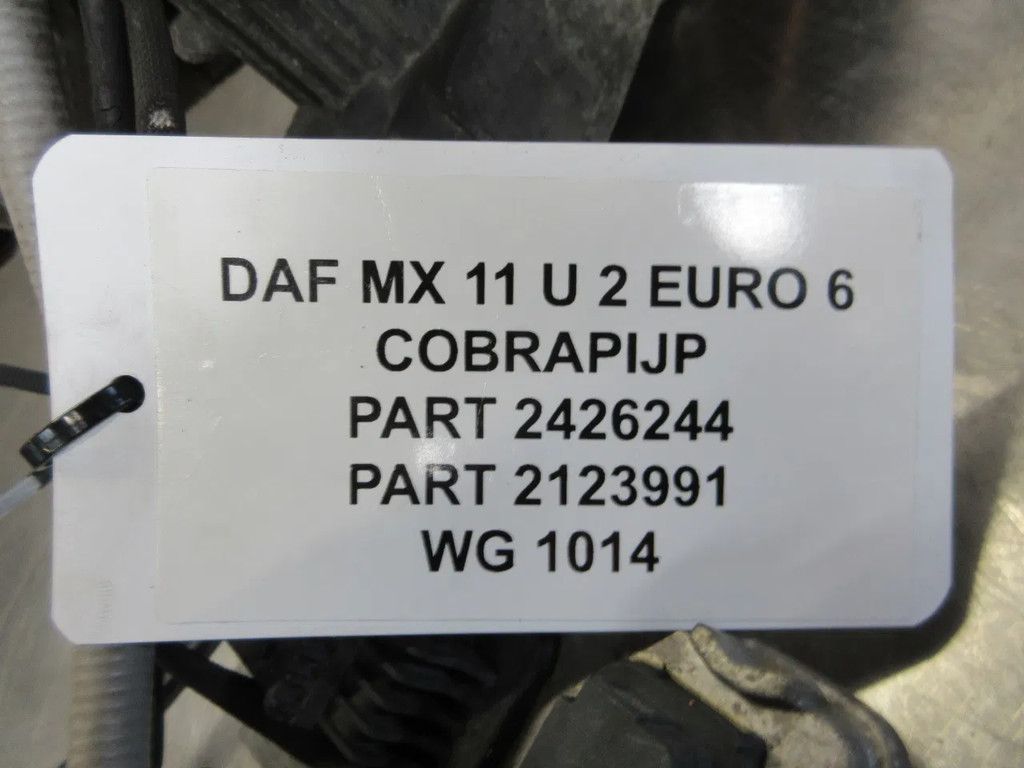 DAF MX 11 U 2 EURO 6
COBRAPIJP
PART 2426244
PART 2123991
WG 1014